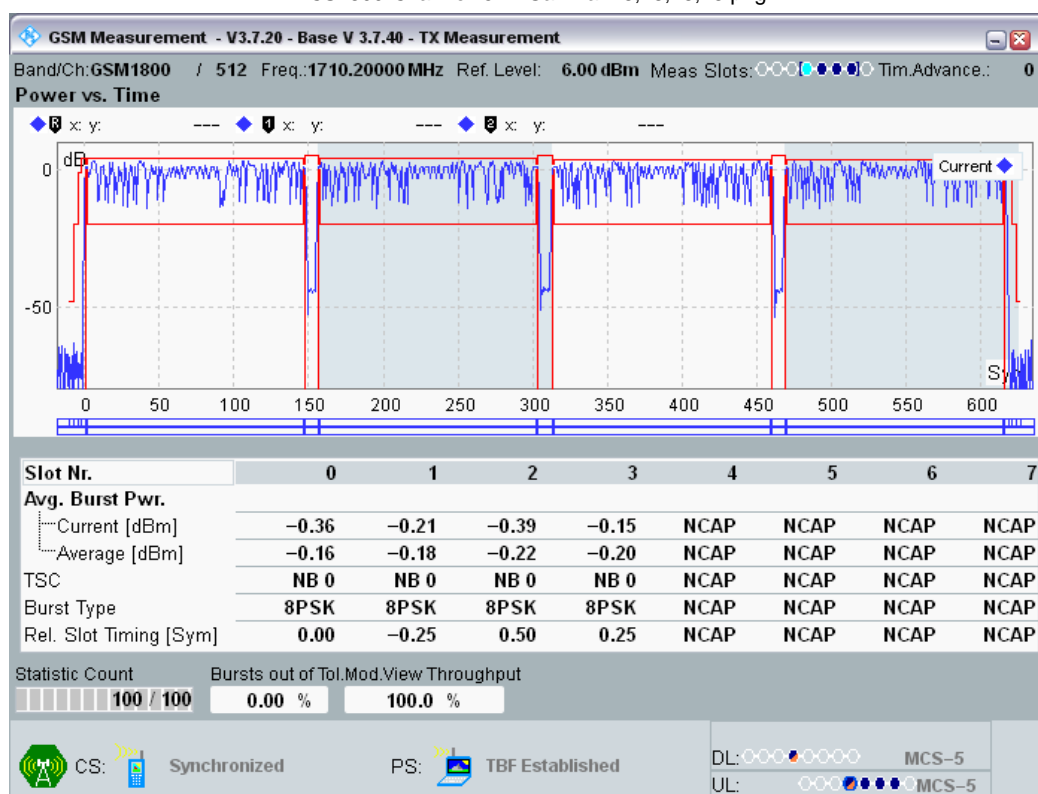 GSM Measurement - V3.7.20 - Base V 3.7.40 - TX Measurement
Band/Ch:GSM1800 / 512 Freq.:1710.20000 MHz Ref. Level: 6.00 dBm Meas Slots: Tim.Advance.: 0
Power vs. Time
R x: y: --- 1 x: y: --- 2 x: y: ---
dB
Current
0
-50
0 50 100 150 200 250 300 350 400 450 500 550 600
Slot Nr. 0 1 2 3 4 5 6 7
Avg. Burst Pwr.
Current [dBm] -0.36 -0.21 -0.39 -0.15 NCAP NCAP NCAP NCAP
Average [dBm] -0.16 -0.18 -0.22 -0.20 NCAP NCAP NCAP NCAP
TSC NB 0 NB 0 NB 0 NB 0 NCAP NCAP NCAP NCAP
Burst Type 8PSK 8PSK 8PSK 8PSK NCAP NCAP NCAP NCAP
Rel. Slot Timing [Sym] 0.00 -0.25 0.50 0.25 NCAP NCAP NCAP NCAP
Statistic Count Bursts out of Tol. Mod.View Throughput
100 / 100 0.00 % 100.0 %
CS: Synchronized PS: TBF Established DL: MCS-5
UL: MCS-5